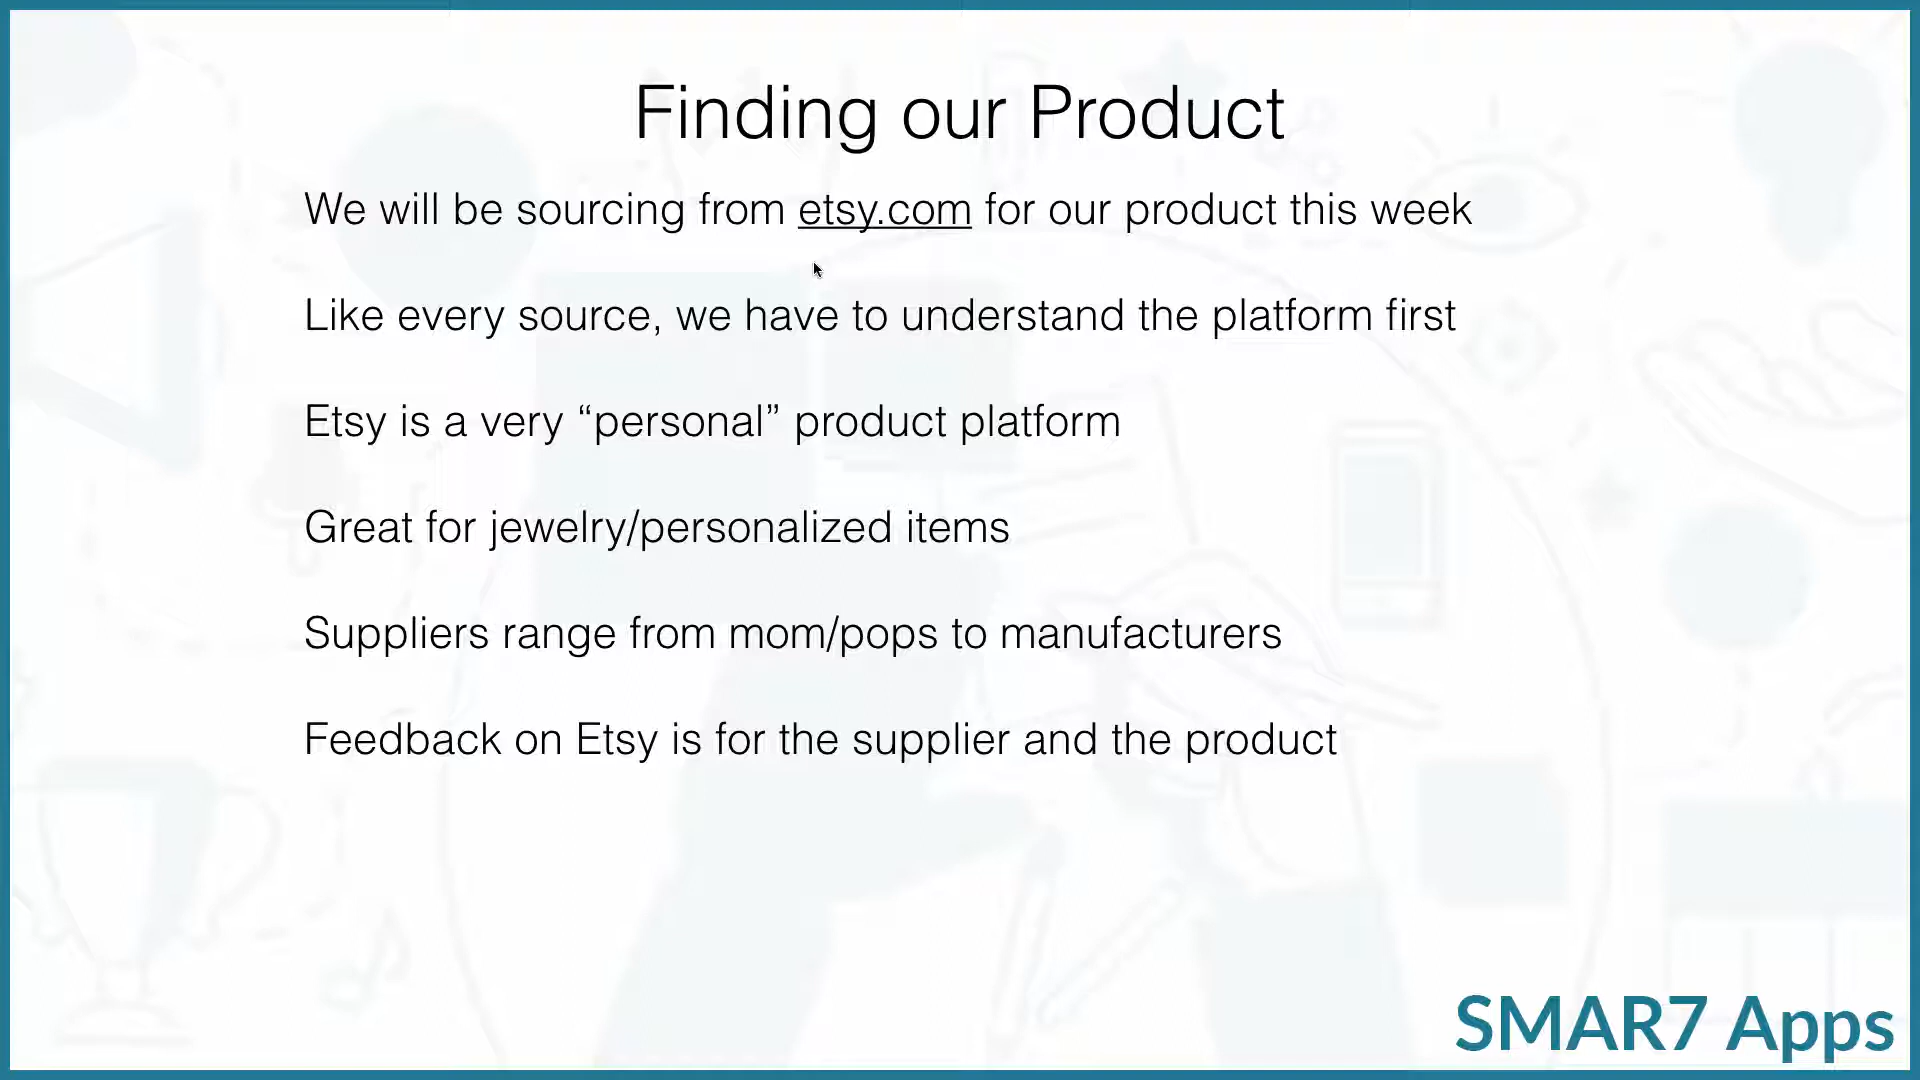 Finding our Product
We will be sourcing from etsy.com for our product this week
Like every source, we have to understand the platform first
Etsy is a very “personal” product platform
Great for jewelry/personalized items
Suppliers range from mom/pops to manufacturers
Feedback on Etsy is for the supplier and the product
SMAR7 Apps